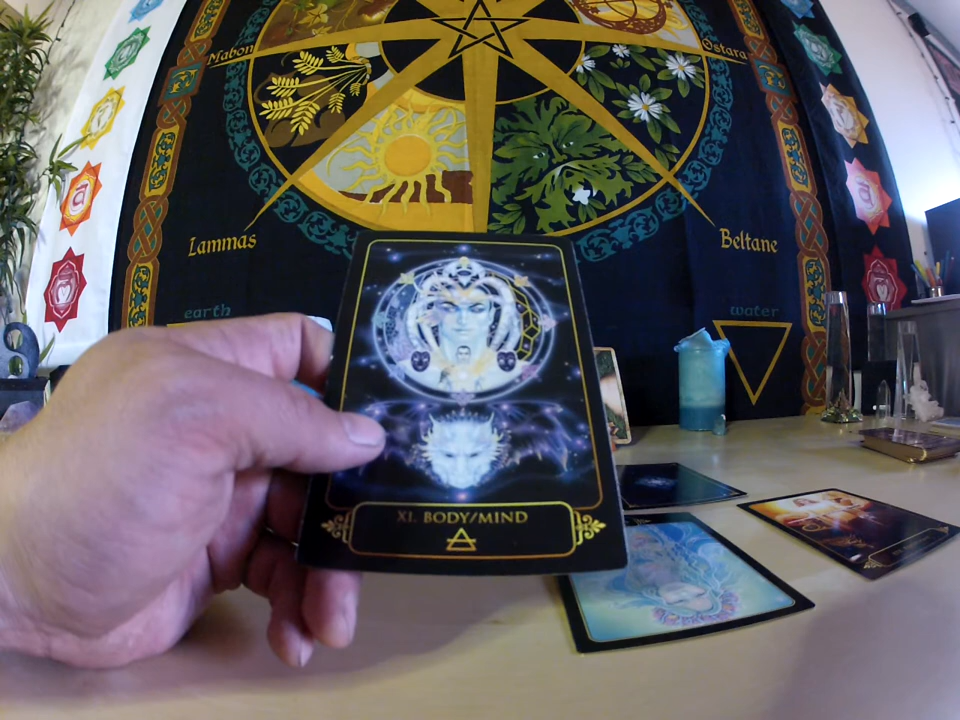 Mabon
Ostara
Lammas
Beltane
earth
water
XI. BODY/MIND